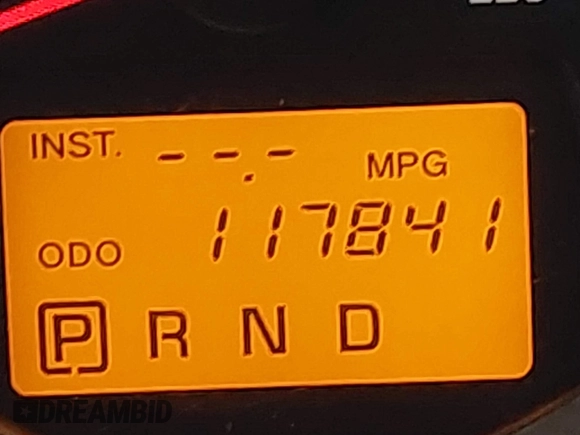 INST. --.- MPG
ODO 117841
P R N D
DREAMBID